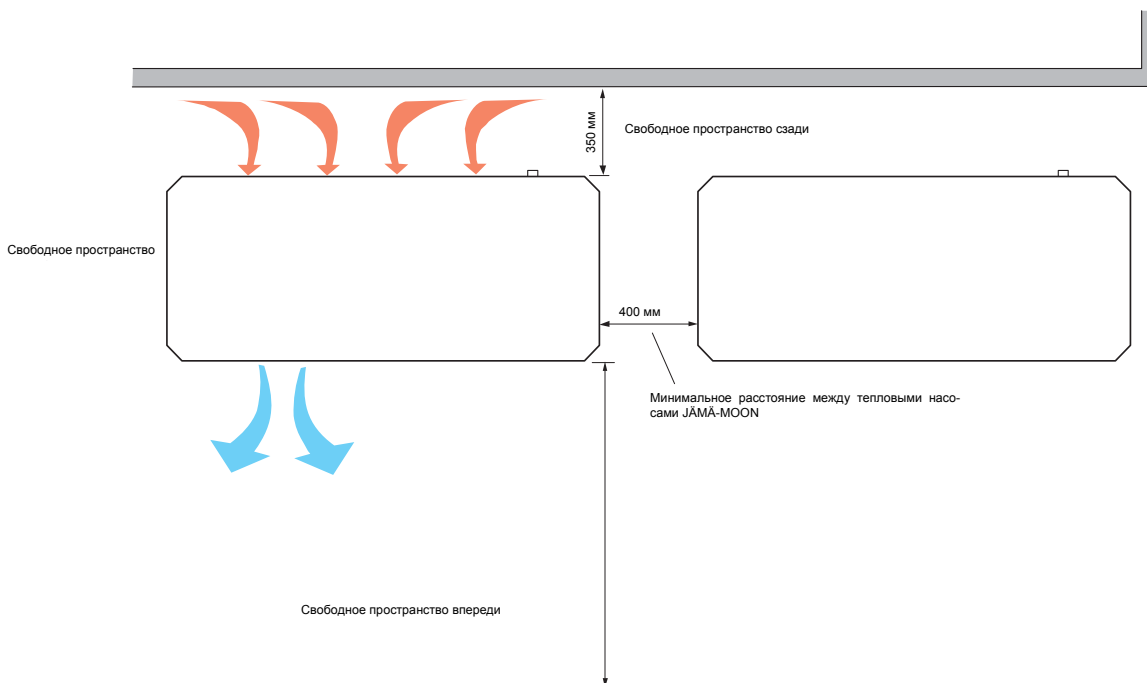 350 мм
Свободное пространство сзади
Свободное пространство
400 мм
Минимальное расстояние между тепловыми насо-
сами JÄMÄ-MOON
Свободное пространство впереди